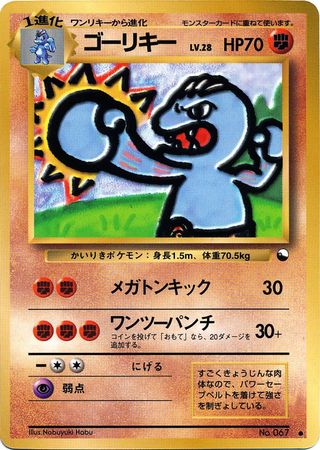 1進化
ワンリキーから進化
モンスターカードに重ねて使います。
ゴーリキー LV.28 HP70
かいりきポケモン：身長1.5m、体重70.5kg
メガトンキック 30
ワンツーパンチ 30+
コインを投げて「おもて」なら、20ダメージを
追加する。
にげる
弱点
すごくきょうじんな肉
体なので、パワーセー
ブベルトを着けて強さ
を制ぎょしている。
Illus.Nobuyuki Habu
No.067